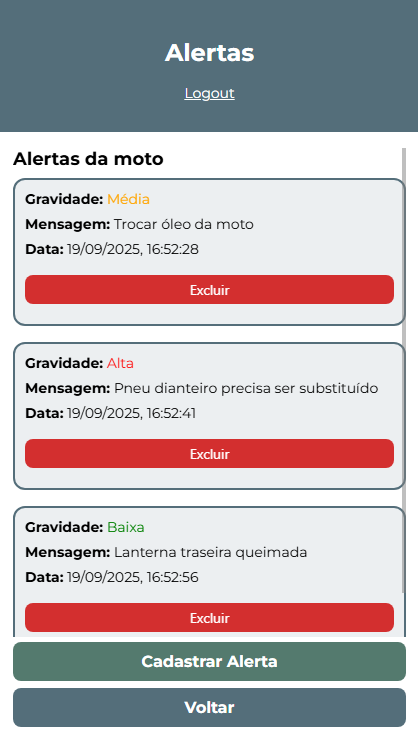 Alertas
Logout
Alertas da moto
Gravidade: Média
Mensagem: Trocar óleo da moto
Data: 19/09/2025, 16:52:28
Excluir
Gravidade: Alta
Mensagem: Pneu dianteiro precisa ser substituído
Data: 19/09/2025, 16:52:41
Excluir
Gravidade: Baixa
Mensagem: Lanterna traseira queimada
Data: 19/09/2025, 16:52:56
Excluir
Cadastrar Alerta
Voltar